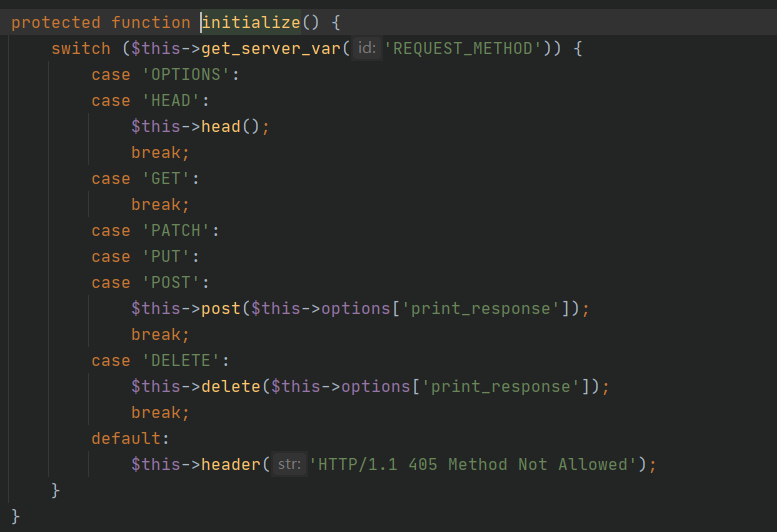 protected function initialize() {
    switch ($this->get_server_var( id: 'REQUEST_METHOD')) {
        case 'OPTIONS':
        case 'HEAD':
            $this->head();
            break;
        case 'GET':
            break;
        case 'PATCH':
        case 'PUT':
        case 'POST':
            $this->post($this->options['print_response']);
            break;
        case 'DELETE':
            $this->delete($this->options['print_response']);
            break;
        default:
            $this->header( str: 'HTTP/1.1 405 Method Not Allowed');
    }
}